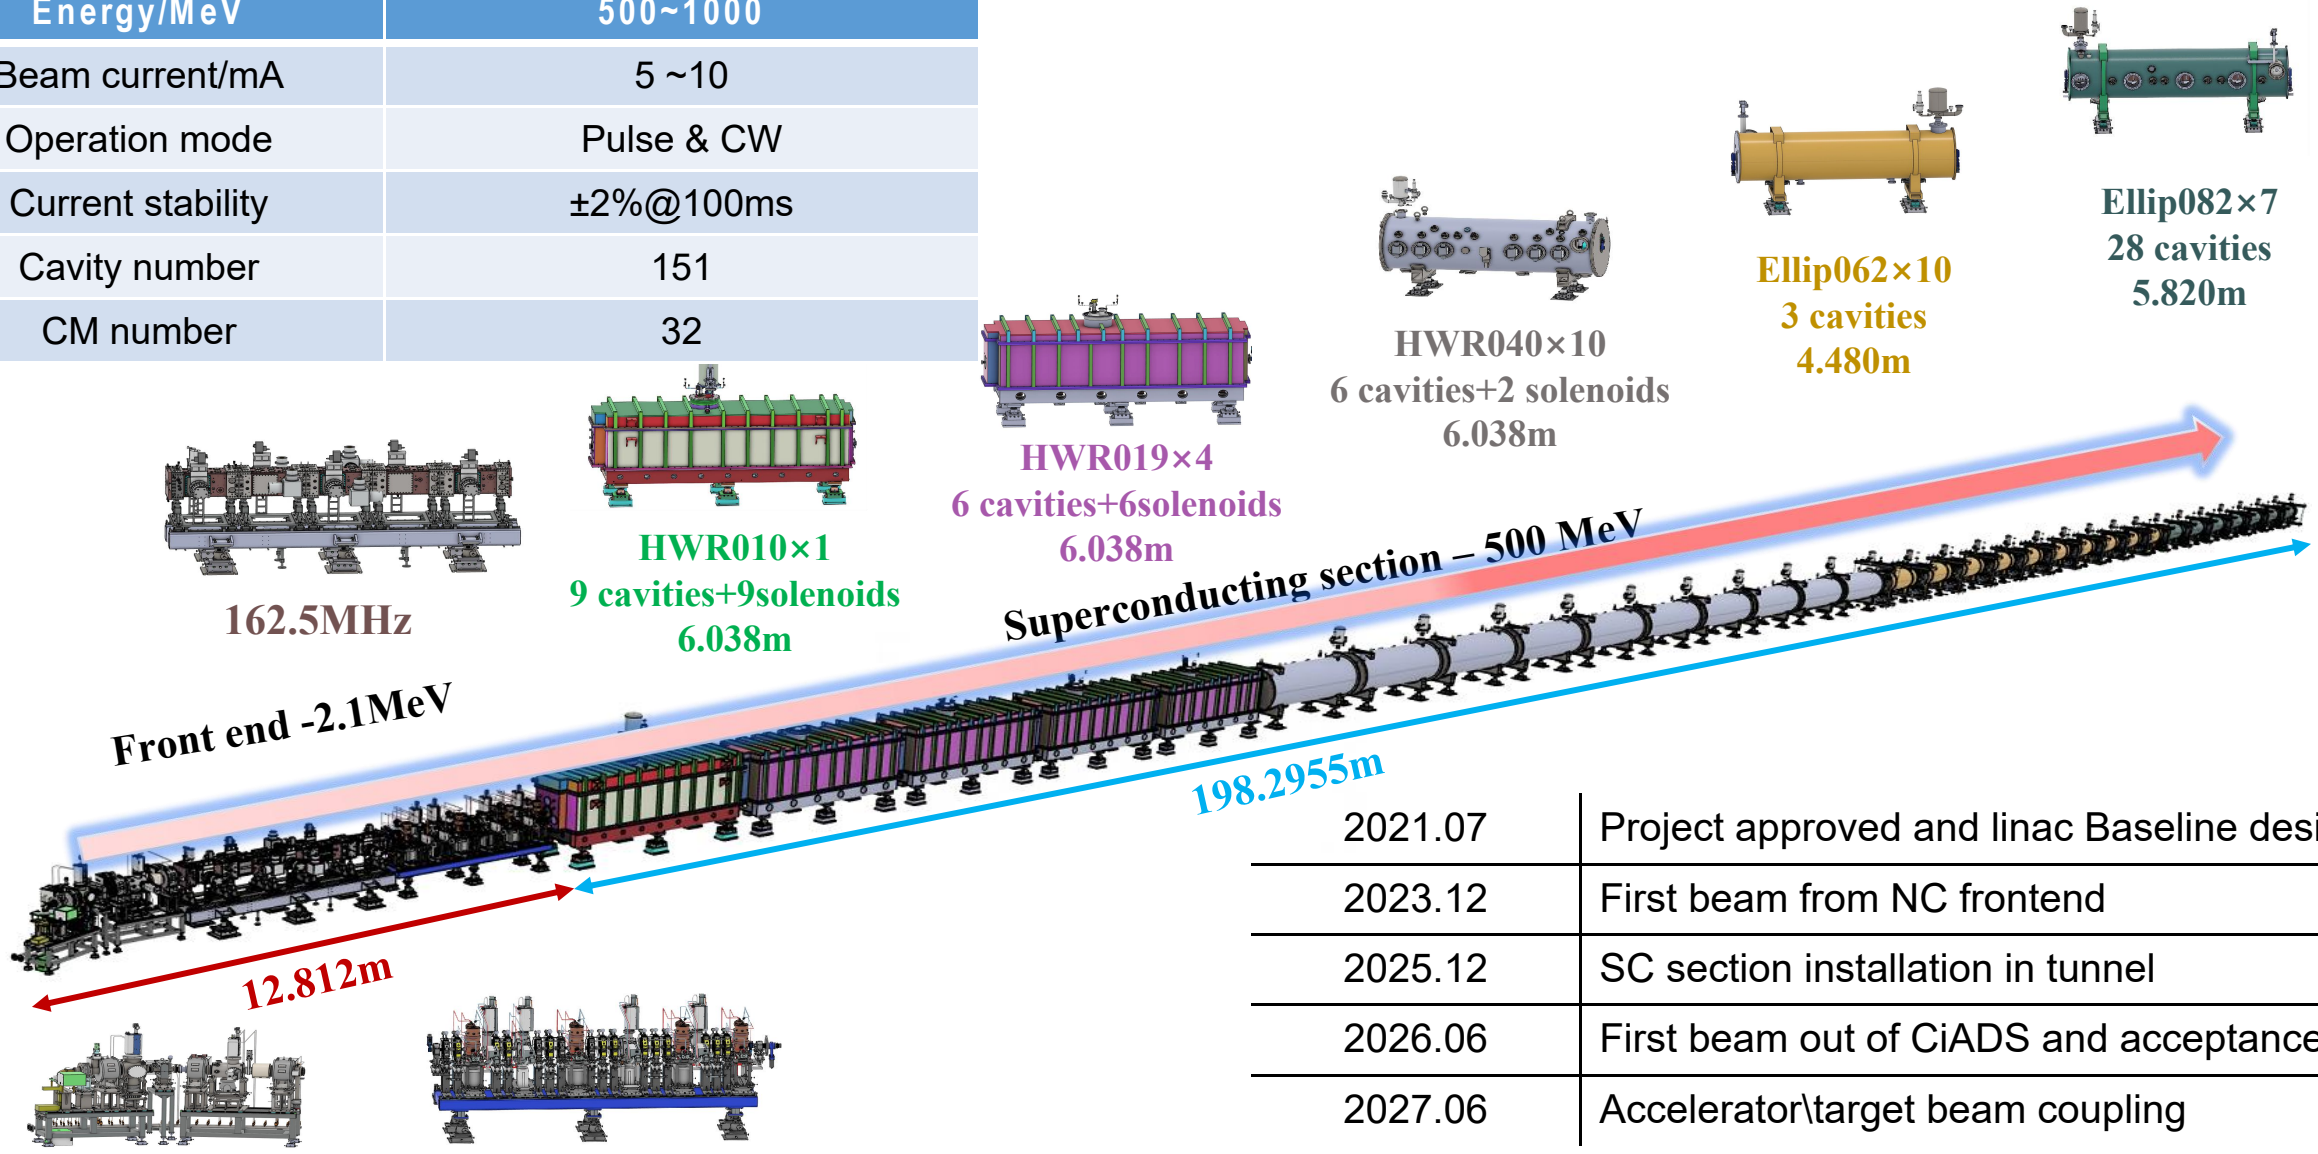 Energy/MeV 500~1000
Beam current/mA 5 ~10
Operation mode Pulse & CW
Current stability ±2%@100ms
Cavity number 151
CM number 32
Ellip082×7
28 cavities
5.820m
Ellip062×10
3 cavities
4.480m
HWR040×10
6 cavities+2 solenoids
6.038m
HWR019×4
6 cavities+6solenoids
6.038m
HWR010×1
9 cavities+9solenoids
6.038m
162.5MHz
Superconducting section – 500 MeV
Front end -2.1MeV
198.2955m
12.812m
2021.07 Project approved and linac Baseline desi
2023.12 First beam from NC frontend
2025.12 SC section installation in tunnel
2026.06 First beam out of CiADS and acceptance
2027.06 Accelerator\target beam coupling